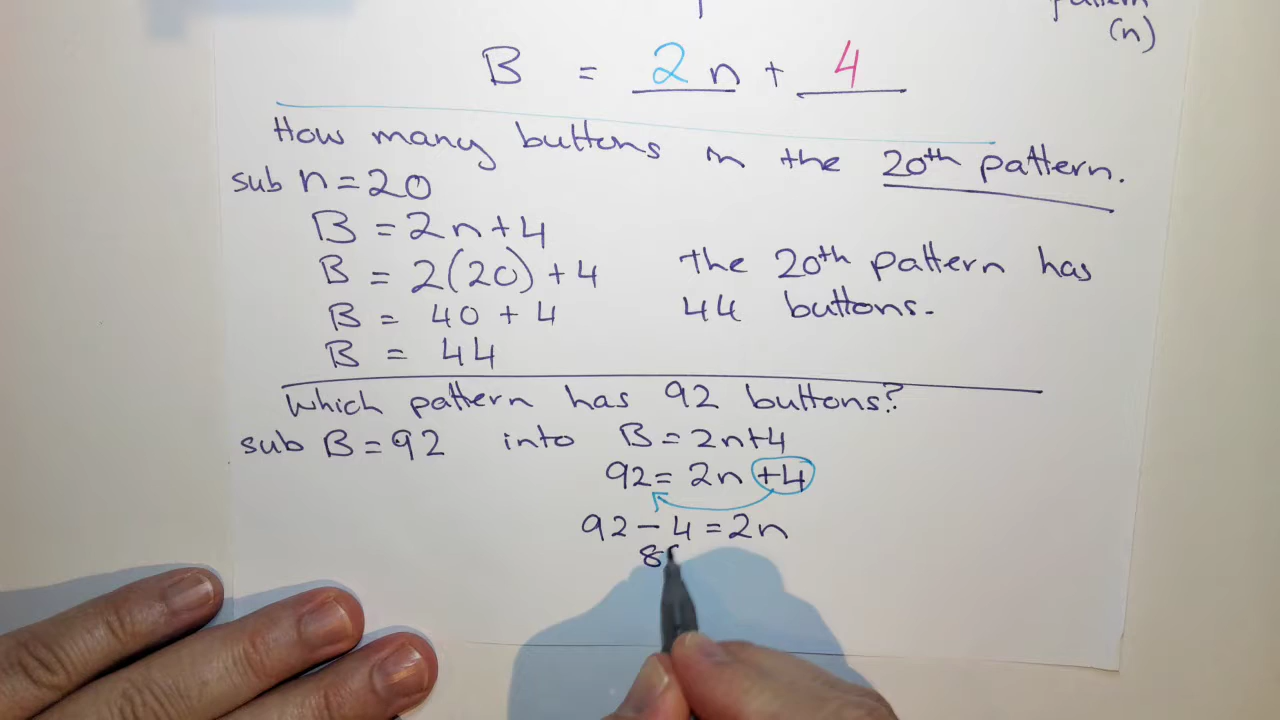 (n)
B = 2n + 4
How many buttons in the 20th pattern.
sub n = 20
B = 2n + 4
B = 2(20) + 4
B = 40 + 4
B = 44
The 20th pattern has
44 buttons.
Which pattern has 92 buttons?
sub B = 92 into B = 2n+4
92 = 2n +4
92 - 4 = 2n
8